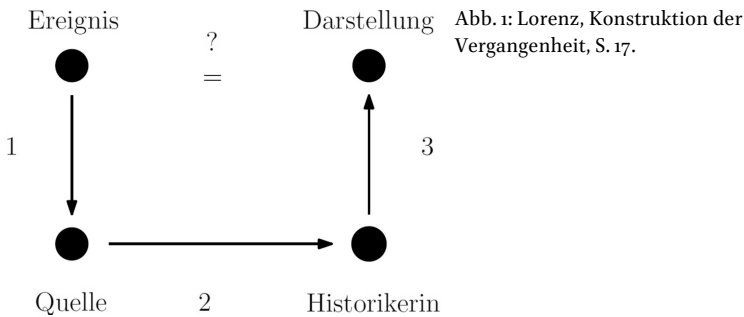 Ereignis
?
=
Darstellung
Abb. 1: Lorenz, Konstruktion der
Vergangenheit, S. 17.
1
3
Quelle
2
Historikerin